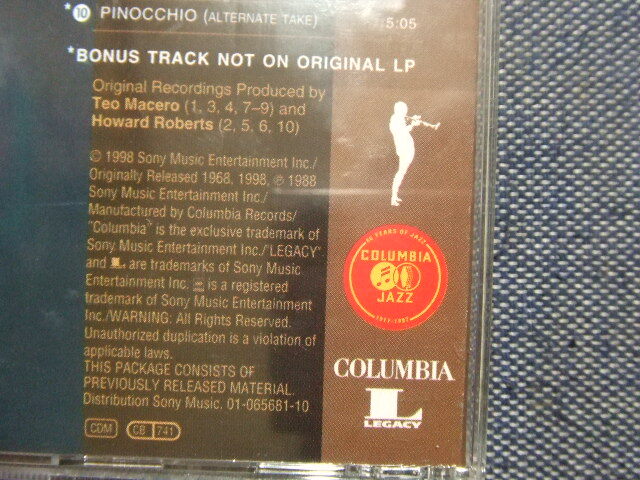 *10 PINOCCHIO (ALTERNATE TAKE) 5:05
*BONUS TRACK NOT ON ORIGINAL LP
Original Recordings Produced by
Teo Macero (1, 3, 4, 7–9) and
Howard Roberts (2, 5, 6, 10)
© 1998 Sony Music Entertainment Inc./
Originally Released 1968, 1998, ℗ 1988
Sony Music Entertainment Inc./
Manufactured by Columbia Records/
"Columbia" is the exclusive trademark of
Sony Music Entertainment Inc./"LEGACY"
and L are trademarks of Sony Music
Entertainment Inc. is a registered
trademark of Sony Music Entertainment
Inc./WARNING: All Rights Reserved.
Unauthorized duplication is a violation of
applicable laws.
THIS PACKAGE CONSISTS OF
PREVIOUSLY RELEASED MATERIAL.
Distribution Sony Music. 01-065681-10
CDM CB 741
YEARS OF JAZZ
COLUMBIA
JAZZ
COLUMBIA
L
LEGACY